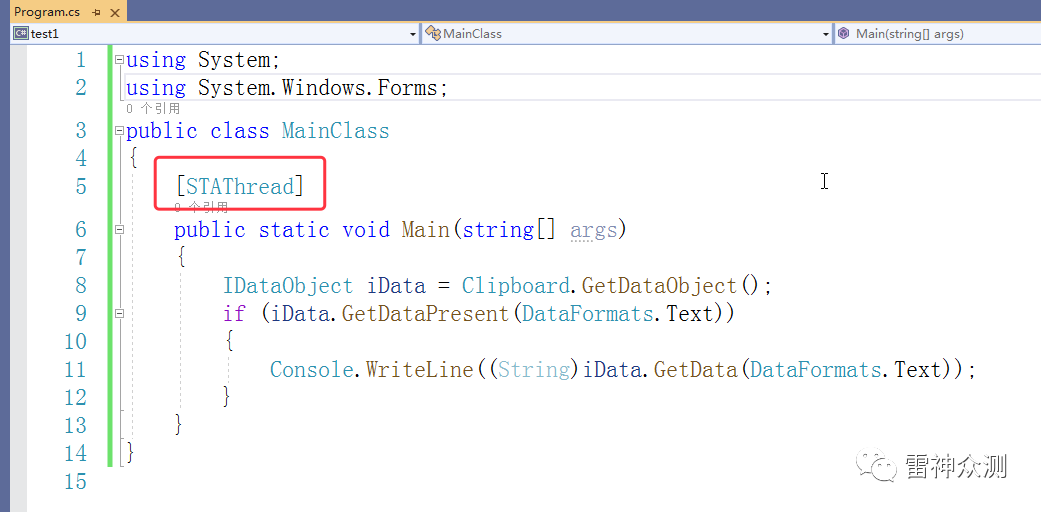 Program.cs
C# test1 MainClass Main(string[] args)
1 using System;
2 using System.Windows.Forms;
0 个引用
3 public class MainClass
4 {
5 [STAThread]
0 个引用
6 public static void Main(string[] args)
7 {
8 IDataObject iData = Clipboard.GetDataObject();
9 if (iData.GetDataPresent(DataFormats.Text))
10 {
11 Console.WriteLine((String)iData.GetData(DataFormats.Text));
12 }
13 }
14 }
15
雷神众测